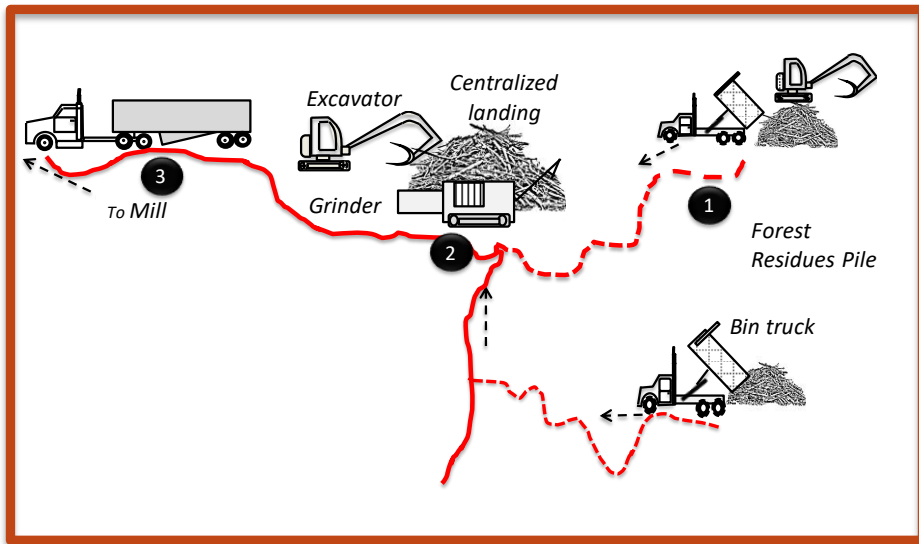 Excavator
Centralized
landing
Grinder
3
To Mill
2
1
Forest
Residues Pile
Bin truck